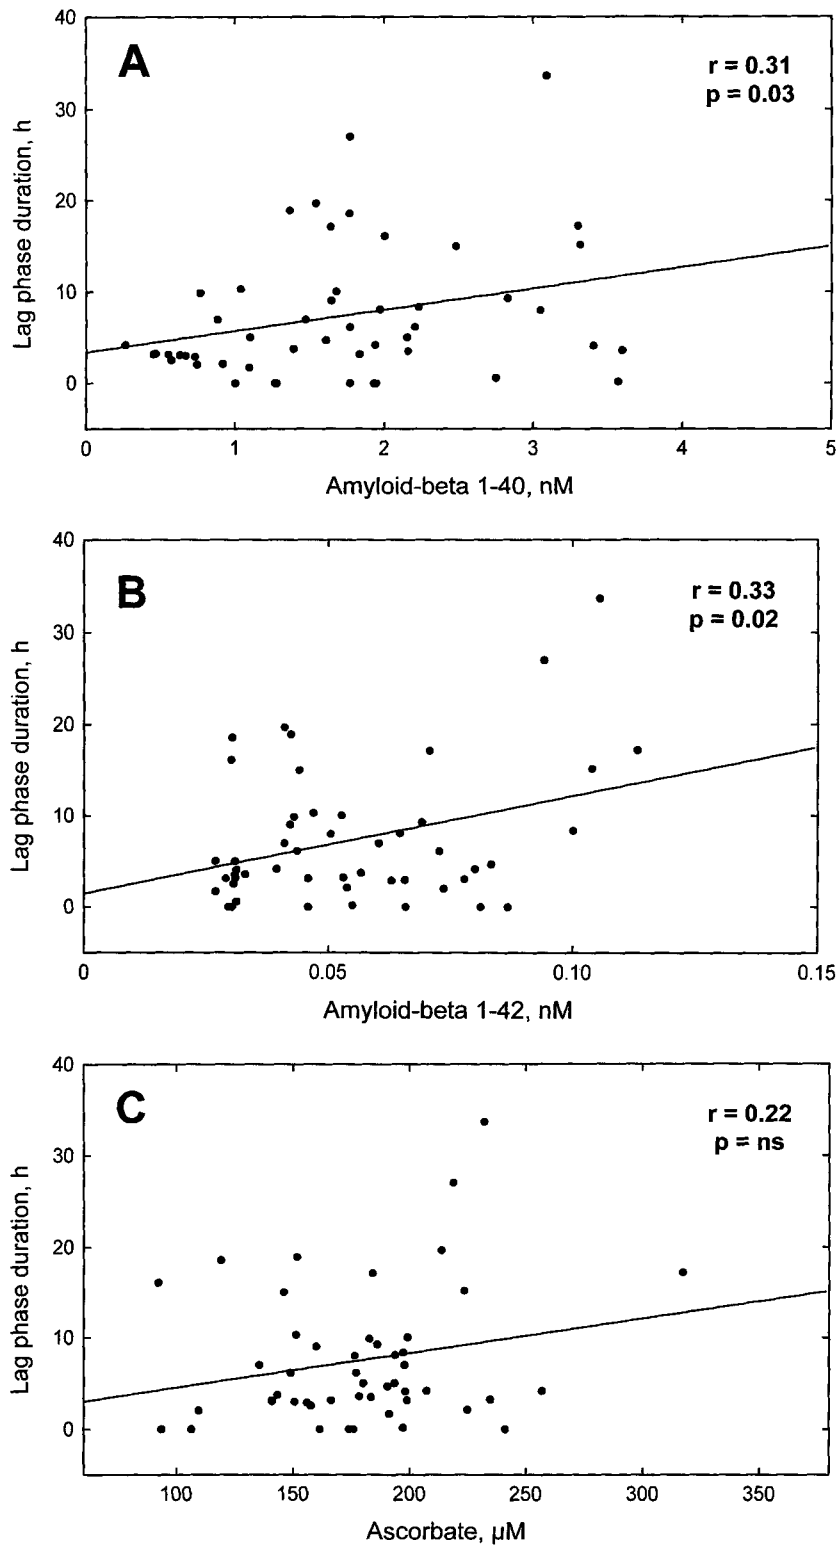 40
A
r = 0.31
p = 0.03
30
20
10
0
Lag phase duration, h
0 1 2 3 4 5
Amyloid-beta 1-40, nM
40
B
r = 0.33
p = 0.02
30
20
10
0
Lag phase duration, h
0 0.05 0.10 0.15
Amyloid-beta 1-42, nM
40
C
r = 0.22
p = ns
30
20
10
0
Lag phase duration, h
100 150 200 250 300 350
Ascorbate, µM